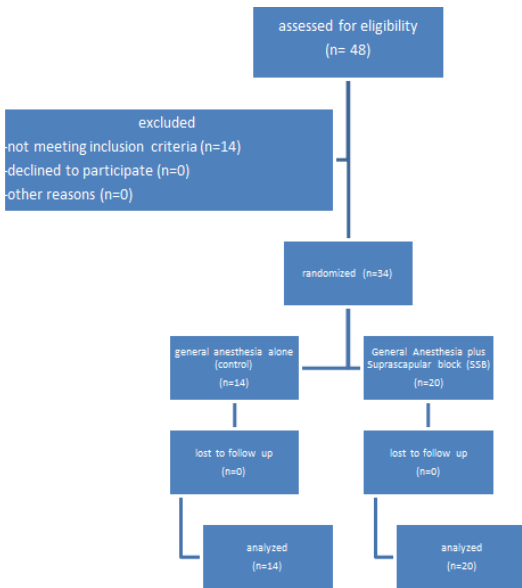 assessed for eligibility
(n= 48)
excluded
-not meeting inclusion criteria (n=14)
-declined to participate (n=0)
-other reasons (n=0)
randomized (n=34)
general anesthesia alone
(control)
(n=14)
General Anesthesia plus
Suprascapular block (SSB)
(n=20)
lost to follow up
(n=0)
lost to follow up
(n=0)
analyzed
(n=14)
analyzed
(n=20)